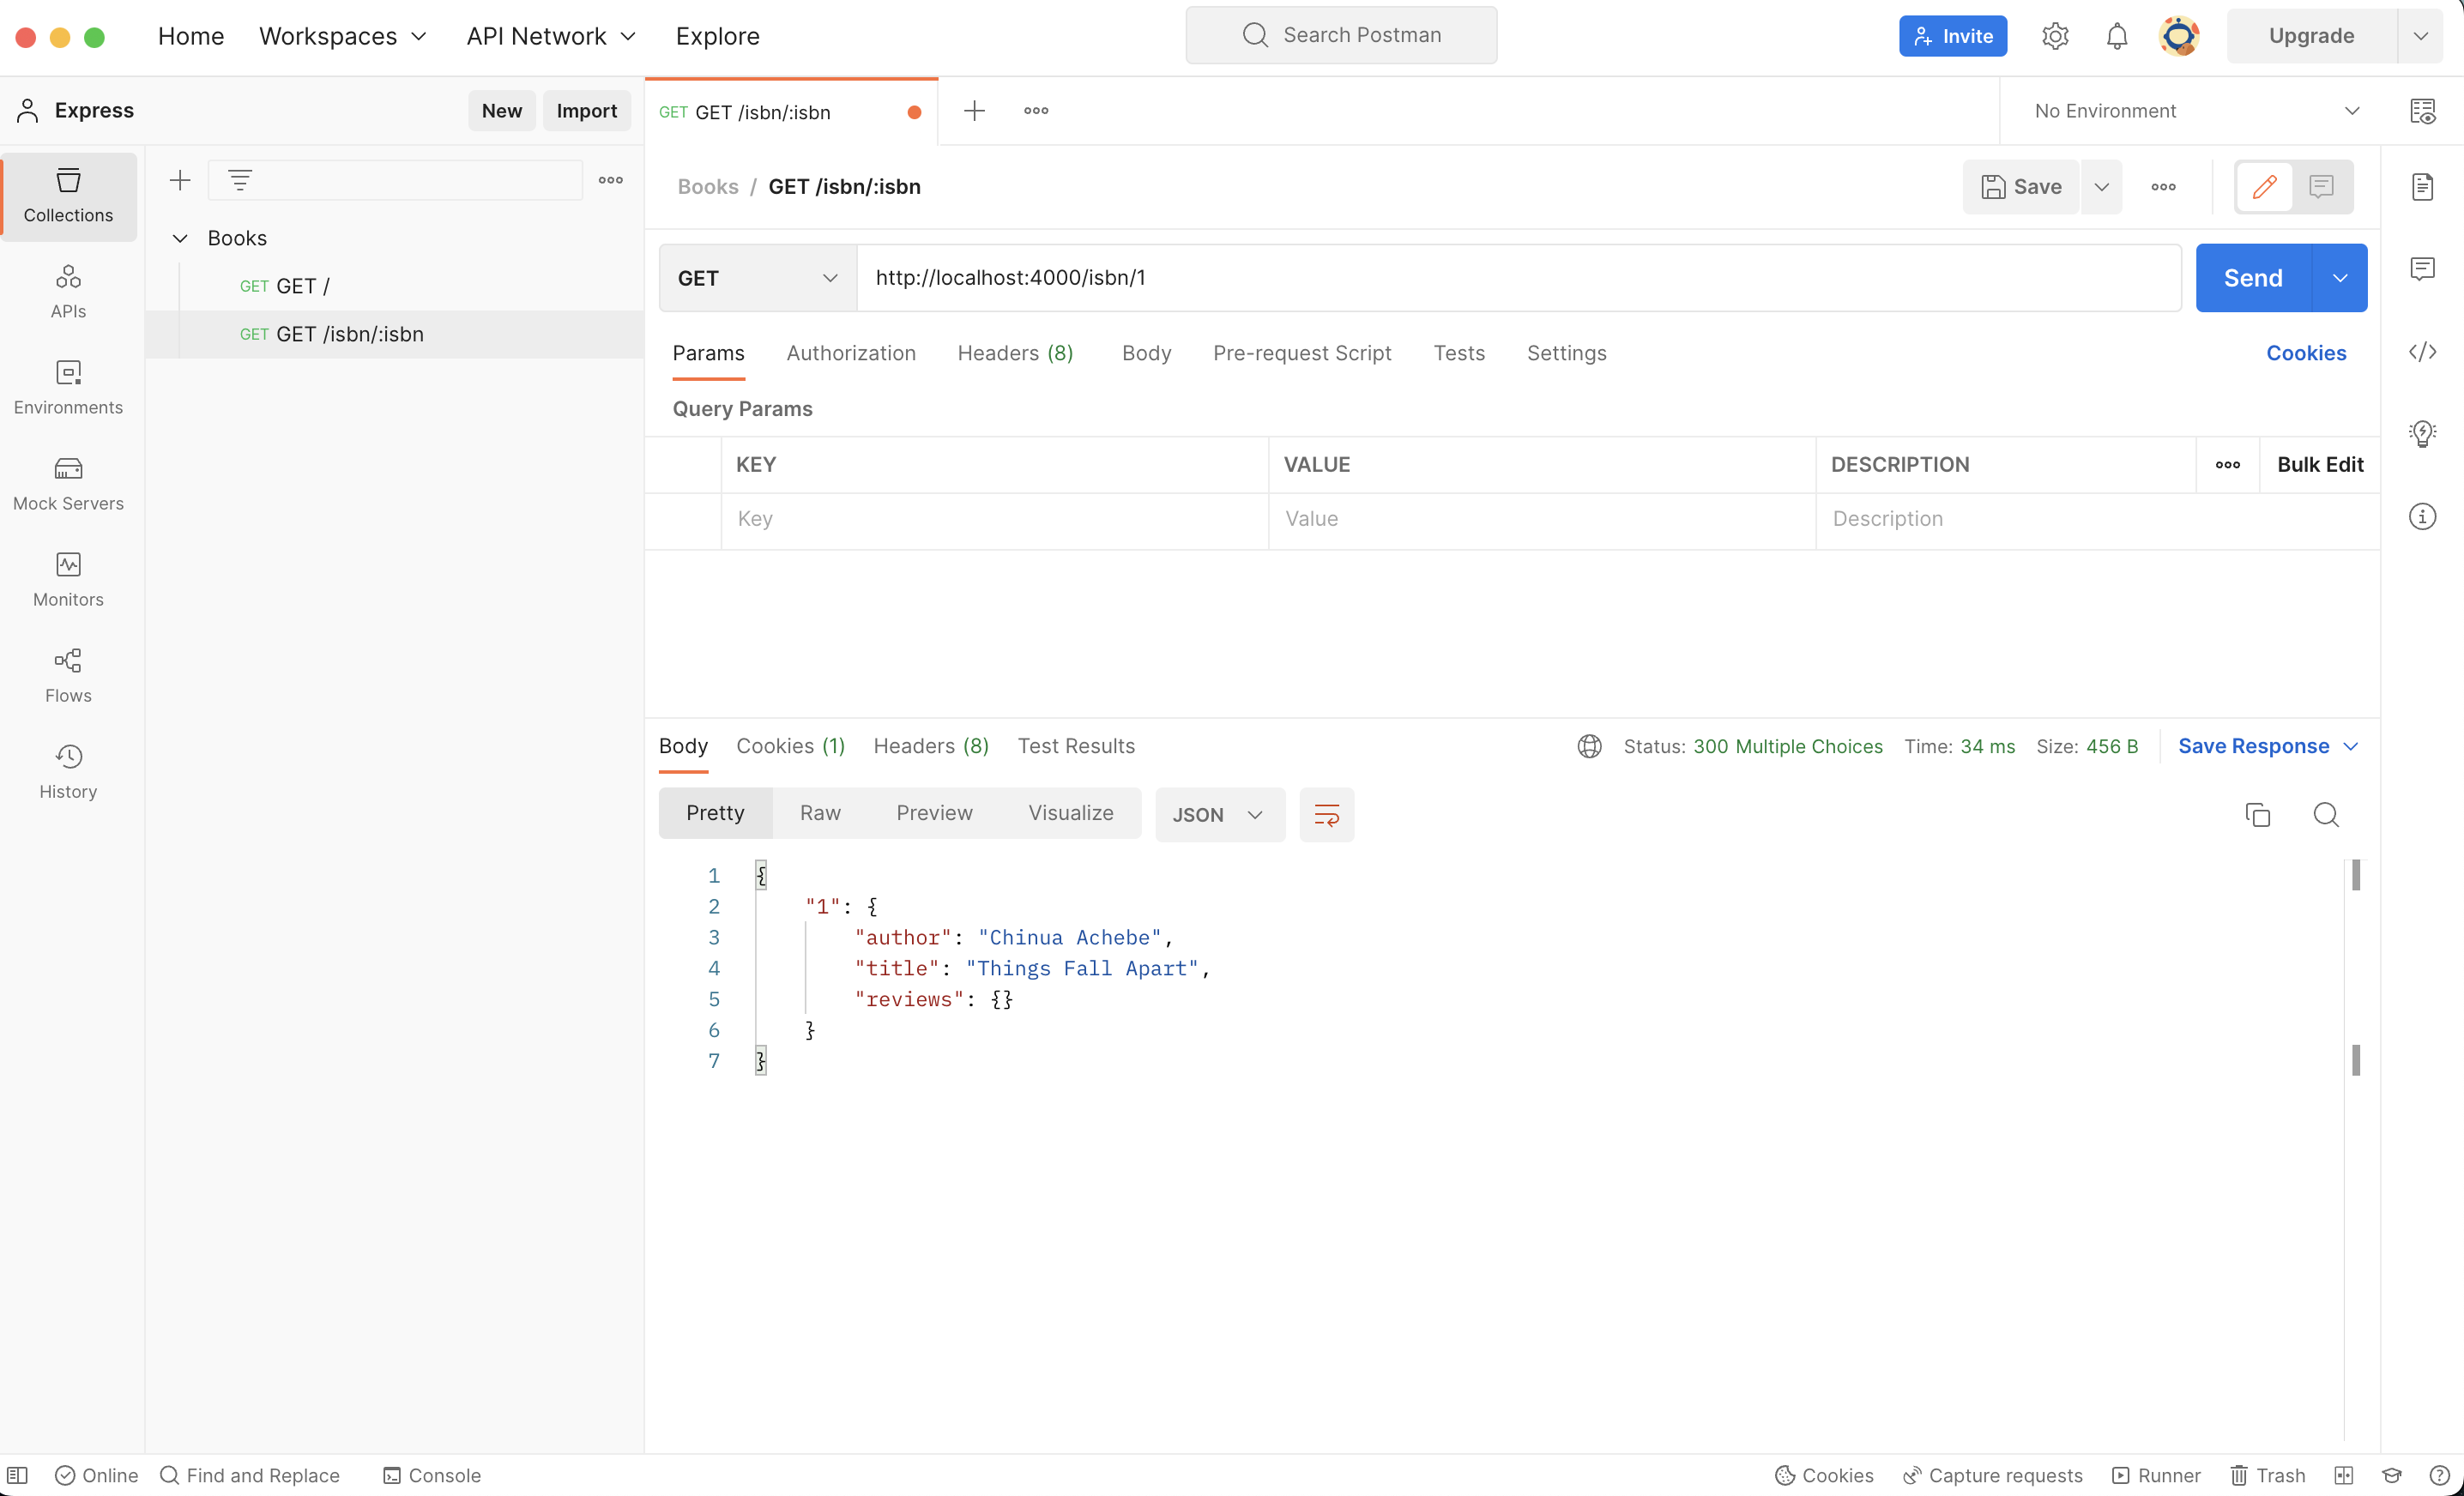 Home Workspaces API Network Explore Search Postman Invite Upgrade
Express New Import
GET GET /isbn/:isbn
No Environment
Collections
APIs
Environments
Mock Servers
Monitors
Flows
History
Books
GET GET /
GET GET /isbn/:isbn
Books / GET /isbn/:isbn
Save
GET http://localhost:4000/isbn/1 Send
Params Authorization Headers (8) Body Pre-request Script Tests Settings Cookies
Query Params
KEY VALUE DESCRIPTION Bulk Edit
Key Value Description
Body Cookies (1) Headers (8) Test Results Status: 300 Multiple Choices Time: 34 ms Size: 456 B Save Response
Pretty Raw Preview Visualize JSON
1 {
2 "1": {
3 "author": "Chinua Achebe",
4 "title": "Things Fall Apart",
5 "reviews": {}
6 }
7 }
Online Find and Replace Console Cookies Capture requests Runner Trash